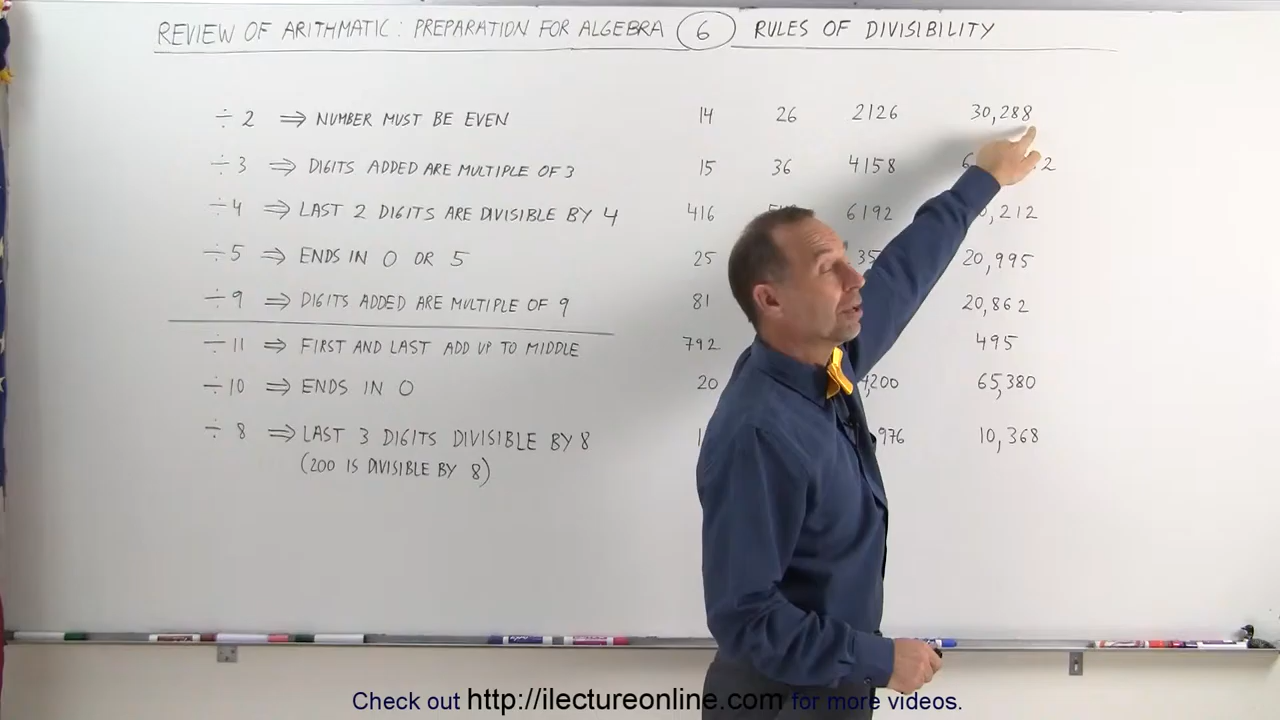 REVIEW OF ARITHMATIC: PREPARATION FOR ALGEBRA 6 RULES OF DIVISIBILITY
÷ 2 ⇒ NUMBER MUST BE EVEN 14 26 2126 30,288
÷ 3 ⇒ DIGITS ADDED ARE MULTIPLE OF 3 15 36 4158
÷ 4 ⇒ LAST 2 DIGITS ARE DIVISIBLE BY 4 416 6192
÷ 5 ⇒ ENDS IN 0 OR 5 25 20,995
÷ 9 ⇒ DIGITS ADDED ARE MULTIPLE OF 9 81 20,862
÷ 11 ⇒ FIRST AND LAST ADD UP TO MIDDLE 792 495
÷ 10 ⇒ ENDS IN 0 20 65,380
÷ 8 ⇒ LAST 3 DIGITS DIVISIBLE BY 8 10,368
(200 IS DIVISIBLE BY 8)
Check out http://ilectureonline.com for more videos.